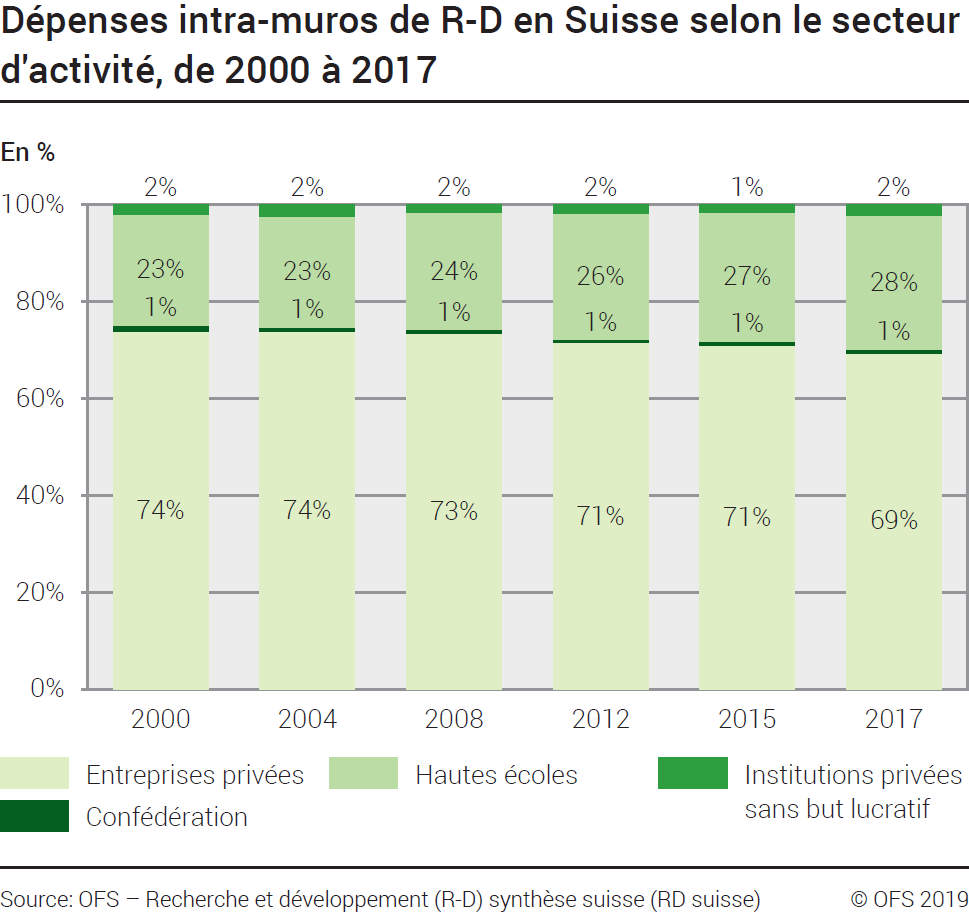 Dépenses intra-muros de R-D en Suisse selon le secteur
d'activité, de 2000 à 2017
En %
2% 2% 2% 2% 1% 2%
100%
23% 23% 24% 26% 27% 28%
80%
1% 1% 1% 1% 1% 1%
60%
40%
74% 74% 73% 71% 71% 69%
20%
0%
2000 2004 2008 2012 2015 2017
Entreprises privées Hautes écoles Institutions privées
sans but lucratif
Confédération
Source: OFS – Recherche et développement (R-D) synthèse suisse (RD suisse) © OFS 2019